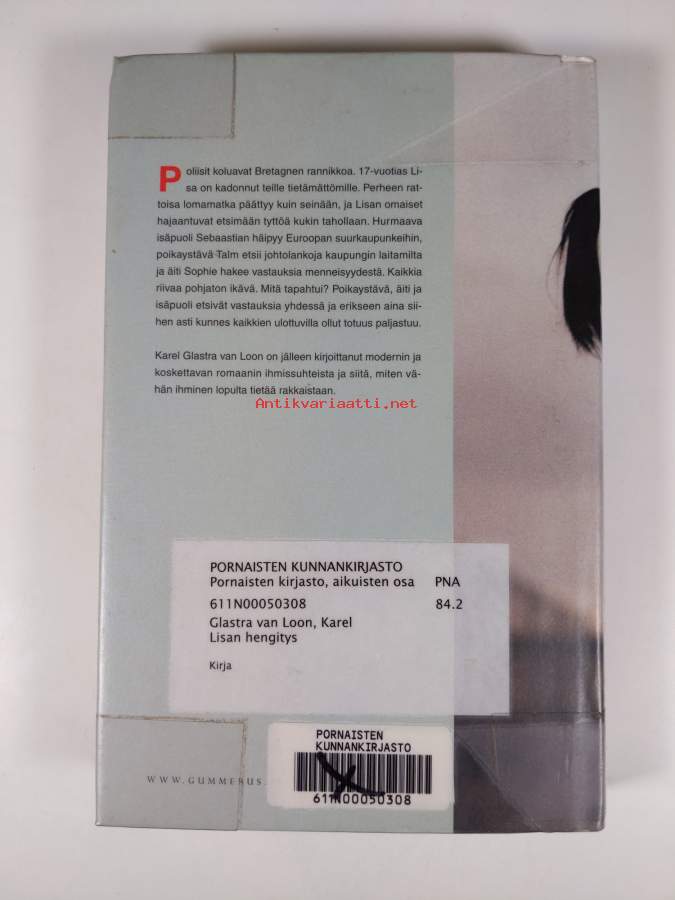 Poliisit koluavat Bretagnen rannikkoa. 17-vuotias Li-
sa on kadonnut teille tietämättömille. Perheen rat-
toisa lomamatka päättyy kuin seinään, ja Lisan omaiset
hajaantuvat etsimään tyttöä kukin tahollaan. Hurmaava
isäpuoli Sebaastian häipyy Euroopan suurkaupunkeihin,
poikaystävä Talm etsii johtolankoja kaupungin laitamilta
ja äiti Sophie hakee vastauksia menneisyydestä. Kaikkia
riivaa pohjaton ikävä. Mitä tapahtui? Poikaystävä, äiti ja
isäpuoli etsivät vastauksia yhdessä ja erikseen aina sii-
hen asti kunnes kaikkien ulottuvilla ollut totuus paljastuu.
Karel Glastra van Loon on jälleen kirjoittanut modernin ja
koskettavan romaanin ihmissuhteista ja siitä, miten vä-
hän ihminen lopulta tietää rakkaistaan.
Antikvariaatti.net
PORNAISTEN KUNNANKIRJASTO
Pornaisten kirjasto, aikuisten osa PNA
611N00050308 84.2
Glastra van Loon, Karel
Lisan hengitys
Kirja
PORNAISTEN
KUNNANKIRJASTO
WWW.GUMMERUS.
611N00050308